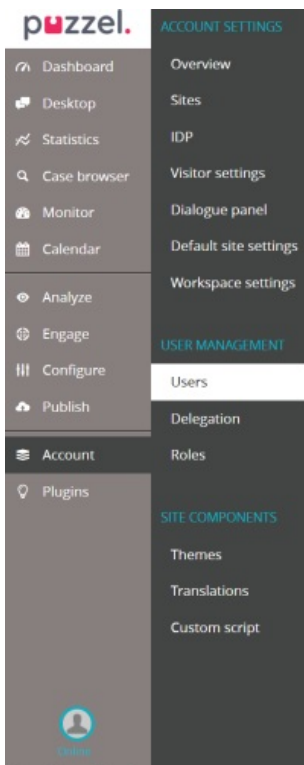 puzzel.
Dashboard
Desktop
Statistics
Case browser
Monitor
Calendar
Analyze
Engage
Configure
Publish
Account
Plugins
Online
ACCOUNT SETTINGS
Overview
Sites
IDP
Visitor settings
Dialogue panel
Default site settings
Workspace settings
USER MANAGEMENT
Users
Delegation
Roles
SITE COMPONENTS
Themes
Translations
Custom script